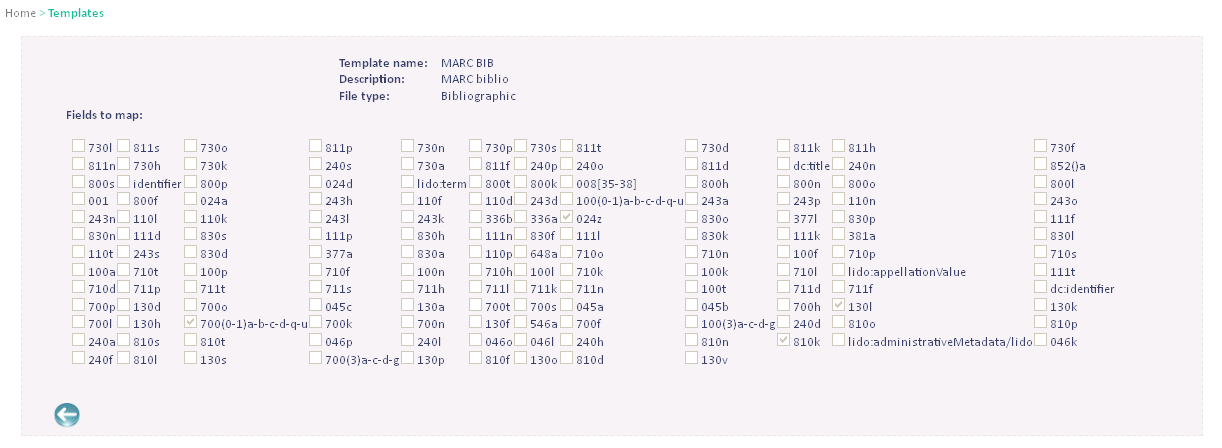 Home > Templates
Template name: MARC BIB
Description: MARC biblio
File type: Bibliographic
Fields to map:
730l 811s 730o 811p 730n 730p 730s 811t 730d 811k 811h 730f
811n 730h 730k 240s 730a 811f 240p 240o 811d dc:title 240n 852()a
800s identifier 800p 024d lido:term 800t 800k 008[35-38] 800h 800n 800o 800l
001 800f 024a 243h 110f 110d 243d 100(0-1)a-b-c-d-q-u 243a 243p 110n 243o
243n 110l 110k 243l 243k 336b 336a 024z 830o 377l 830p 111f
830n 111d 830s 111p 830h 111n 830f 111l 830k 111k 381a 830l
110t 243s 830d 377a 830a 110p 648a 710o 710n 100f 710p 710s
100a 710t 100p 710f 100n 710h 100l 710k 100k 710l lido:appellationValue 111t
710d 711p 711t 711s 711h 711l 711k 711n 100t 711d 711f dc:identifier
700p 130d 700o 045c 130a 700t 700s 045a 045b 700h 130l 130k
700l 130h 700(0-1)a-b-c-d-q-u 700k 700n 130f 546a 700f 100(3)a-c-d-g 240d 810o 810p
240a 810s 810t 046p 240l 046o 046l 240h 810n 810k lido:administrativeMetadata/lido 046k
240f 810l 130s 700(3)a-c-d-g 130p 810f 130o 810d 130v